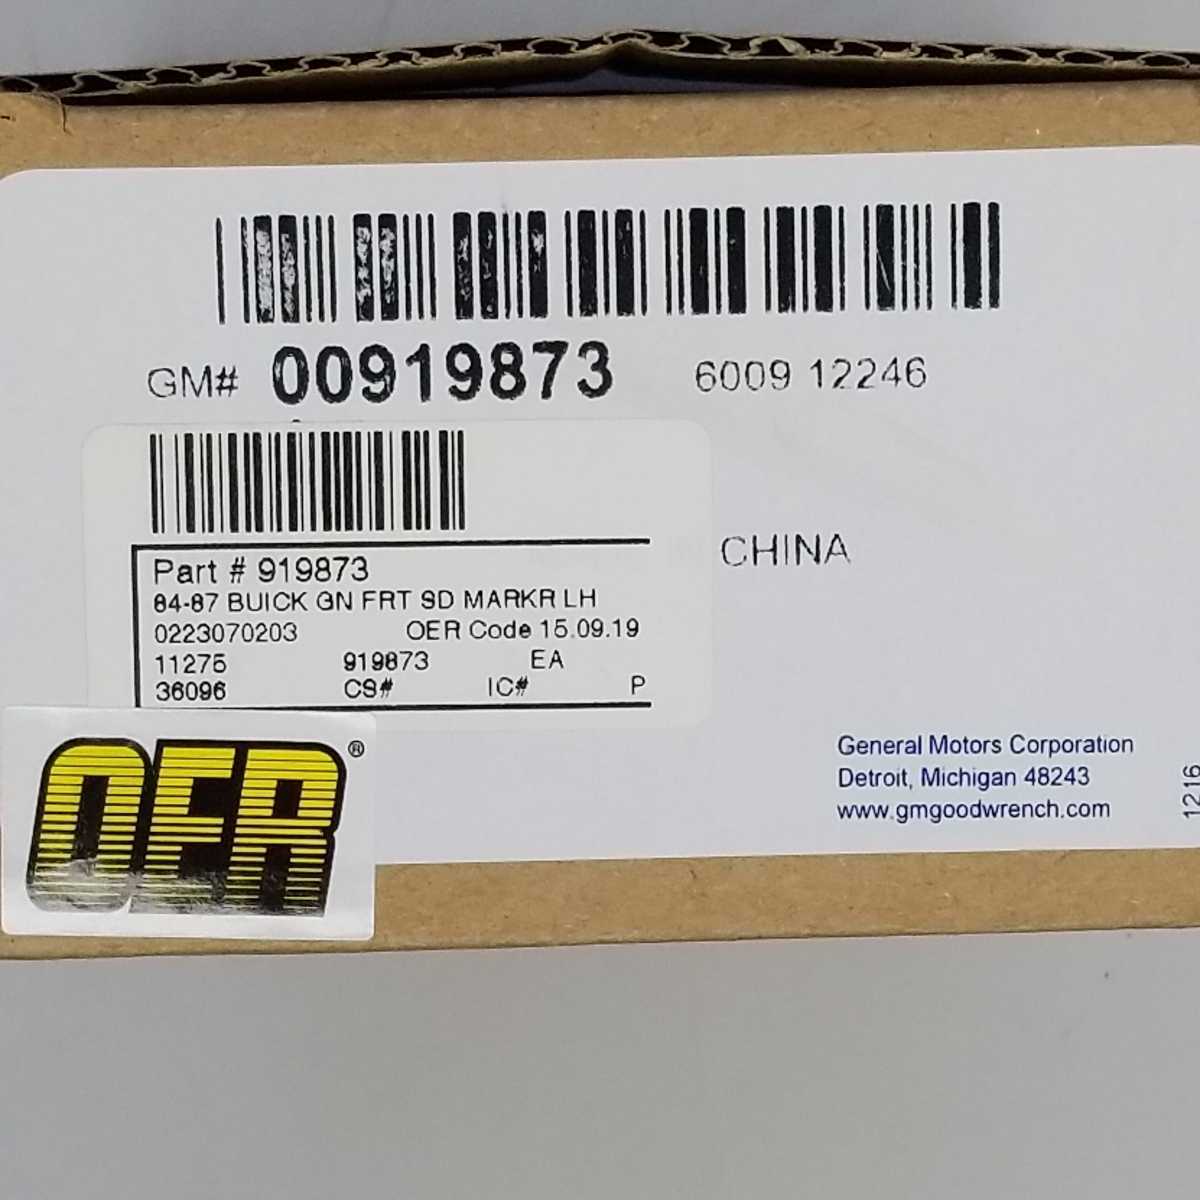 GM# 00919873 6009 12246
CHINA
Part # 919873
84-87 BUICK GN FRT SD MARKR LH
0223070203 OER Code 15.09.19
11275 919873 EA
36096 CS# IC# P
OER®
General Motors Corporation
Detroit, Michigan 48243
www.gmgoodwrench.com
1216